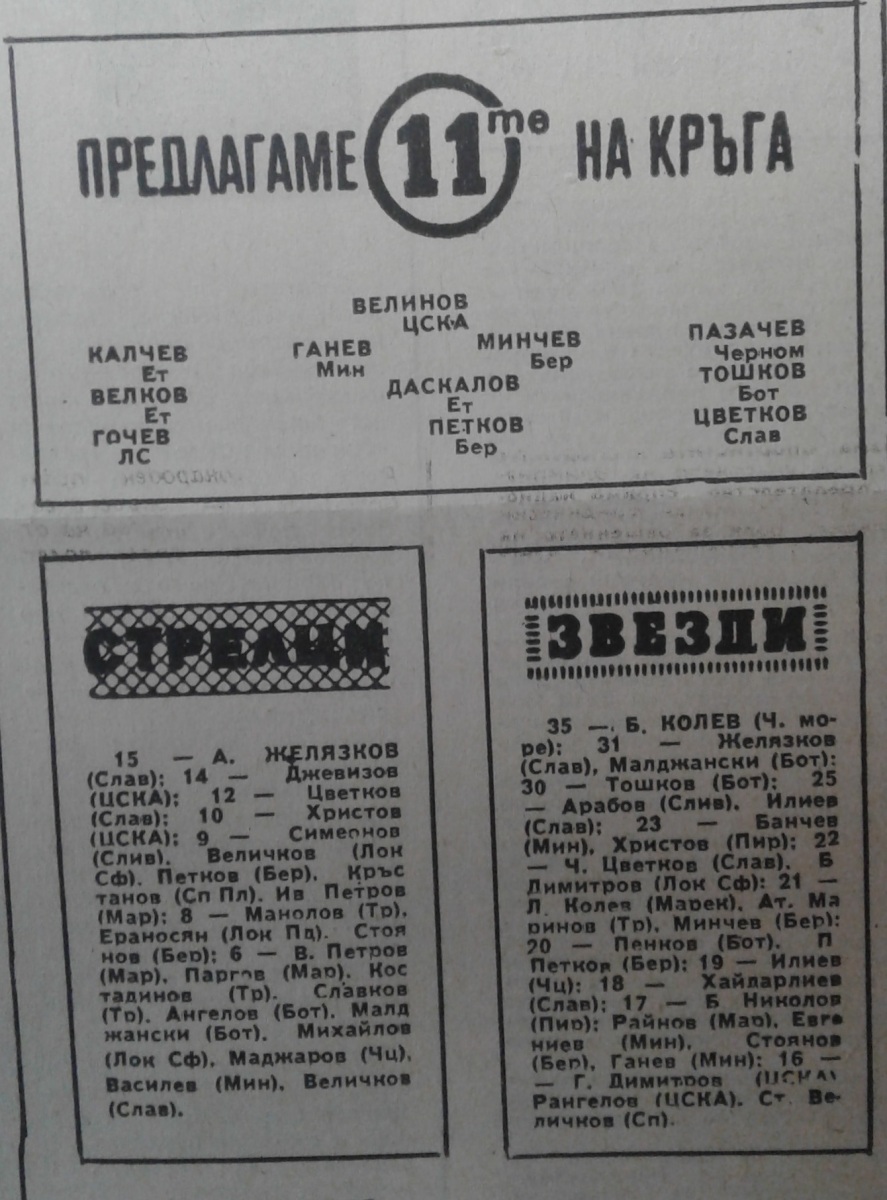 ПРЕДЛАГАМЕ 11те НА КРЪГА
ВЕЛИНОВ
ЦСКА
КАЛЧЕВ
Ет
ВЕЛКОВ
Ет
ГОЧЕВ
ЛС
ГАНЕВ
Мин
МИНЧЕВ
Бер
ДАСКАЛОВ
Ет
ПЕТКОВ
Бер
ПАЗАЧЕВ
Черном
ТОШКОВ
Бот
ЦВЕТКОВ
Слав
СТРЕЛЦИ
15 — А. ЖЕЛЯЗКОВ
(Слав); 14 — Джевизов
(ЦСКА); 12 — Цветков
(Слав); 10 — Христов
(ЦСКА); 9 — Симеонов
(Слив), Величков (Лок
Сф), Петков (Бер), Кръс
танов (Сп Пл), Ив Петров
(Мар); 8 — Манолов (Тр),
Ераносян (Лок Пд), Стоя
нов (Бер); 6 — В. Петров
(Мар), Паргов (Мар), Кос
тадинов (Тр), Славков
(Тр), Ангелов (Бот), Малд
жански (Бот), Михайлов
(Лок Сф), Маджаров (Чц),
Василев (Мин), Величков
(Слав).
ЗВЕЗДИ
35 — Б. КОЛЕВ (Ч. мо-
ре); 31 — Желязков
(Слав), Малджански (Бот);
30 — Тошков (Бот); 25
— Арабов (Слив), Илиев
(Слав); 23 — Банчев
(Мин), Христов (Пир); 22
— Ч. Цветков (Слав), Б
Димитров (Лок Сф); 21 —
Л. Колев (Марек), Ат. Ма
ринов (Тр), Минчев (Бер);
20 — Пенков (Бот), П
Петков (Бер); 19 — Илиев
(Чц); 18 — Хайдарлиев
(Слав); 17 — Б Николов
(Пир); Райнов (Мар), Евге
ниев (Мин), Стоянов
(Бер), Ганев (Мин); 16 —
— Г. Димитров (ЦСКА)
Рангелов (ЦСКА), Ст. Ве-
личков (Сп).